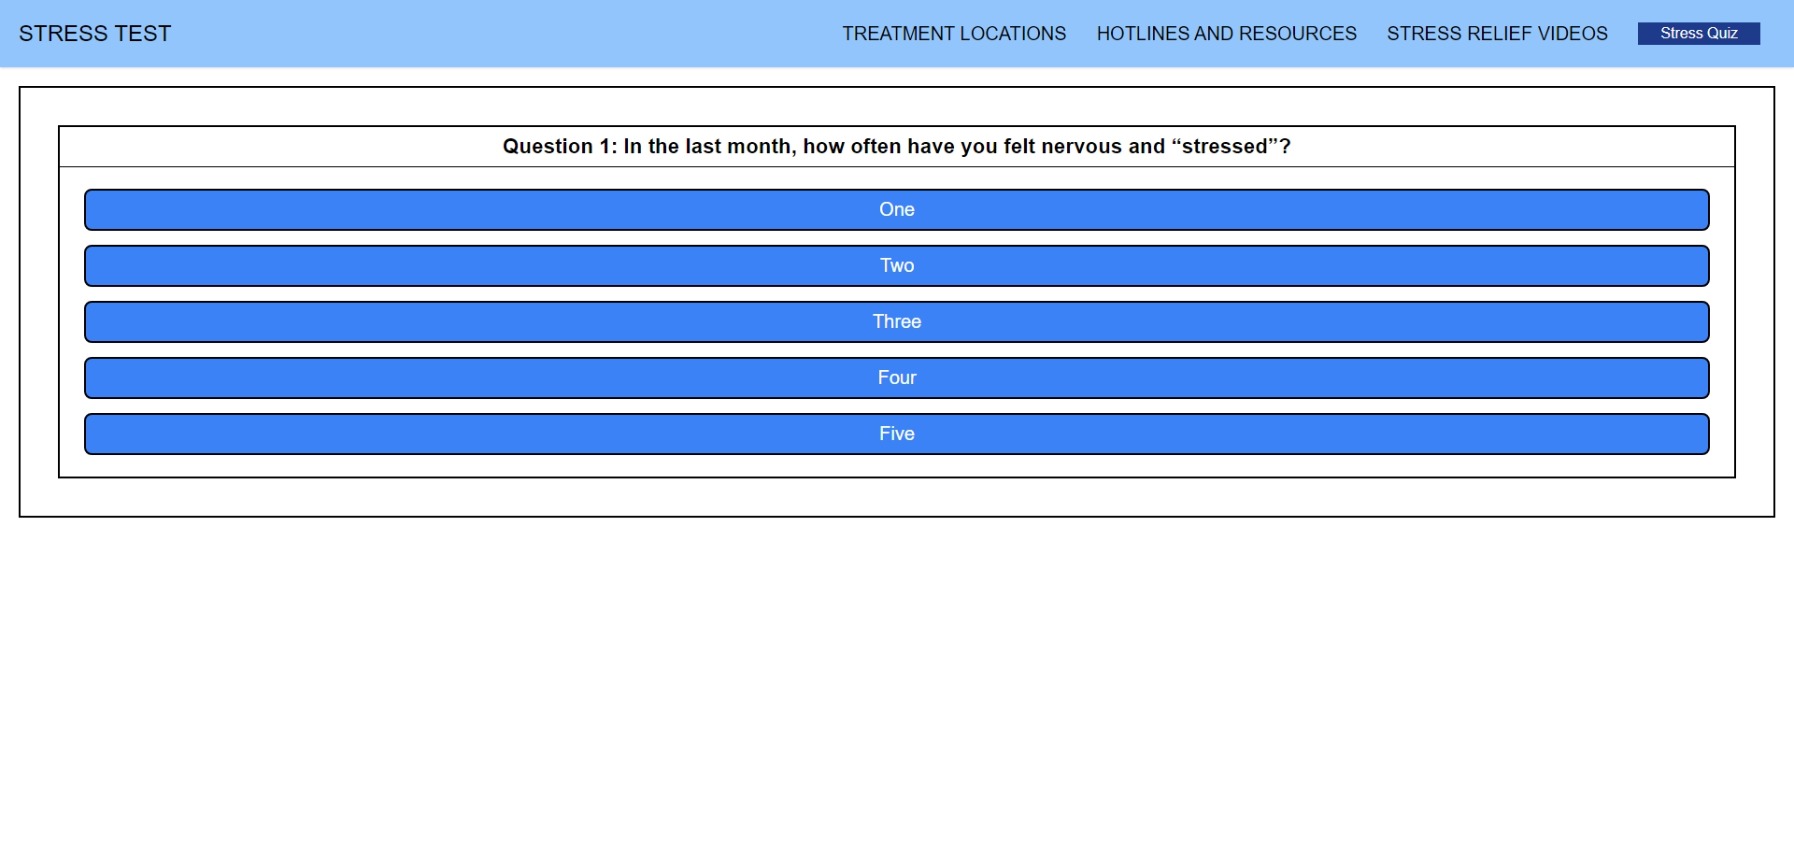 STRESS TEST
TREATMENT LOCATIONS
HOTLINES AND RESOURCES
STRESS RELIEF VIDEOS
Stress Quiz
Question 1: In the last month, how often have you felt nervous and “stressed”?
One
Two
Three
Four
Five